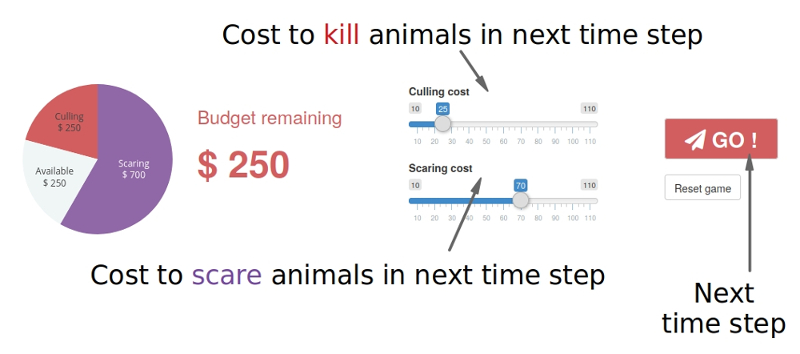 Cost to kill animals in next time step
Culling
$ 250
Available
$ 250
Scaring
$ 700
Budget remaining
$ 250
Culling cost
10 25 110
10 20 30 40 50 60 70 80 90 100 110
Scaring cost
10 70 110
10 20 30 40 50 60 70 80 90 100 110
GO !
Reset game
Cost to scare animals in next time step
Next
time step